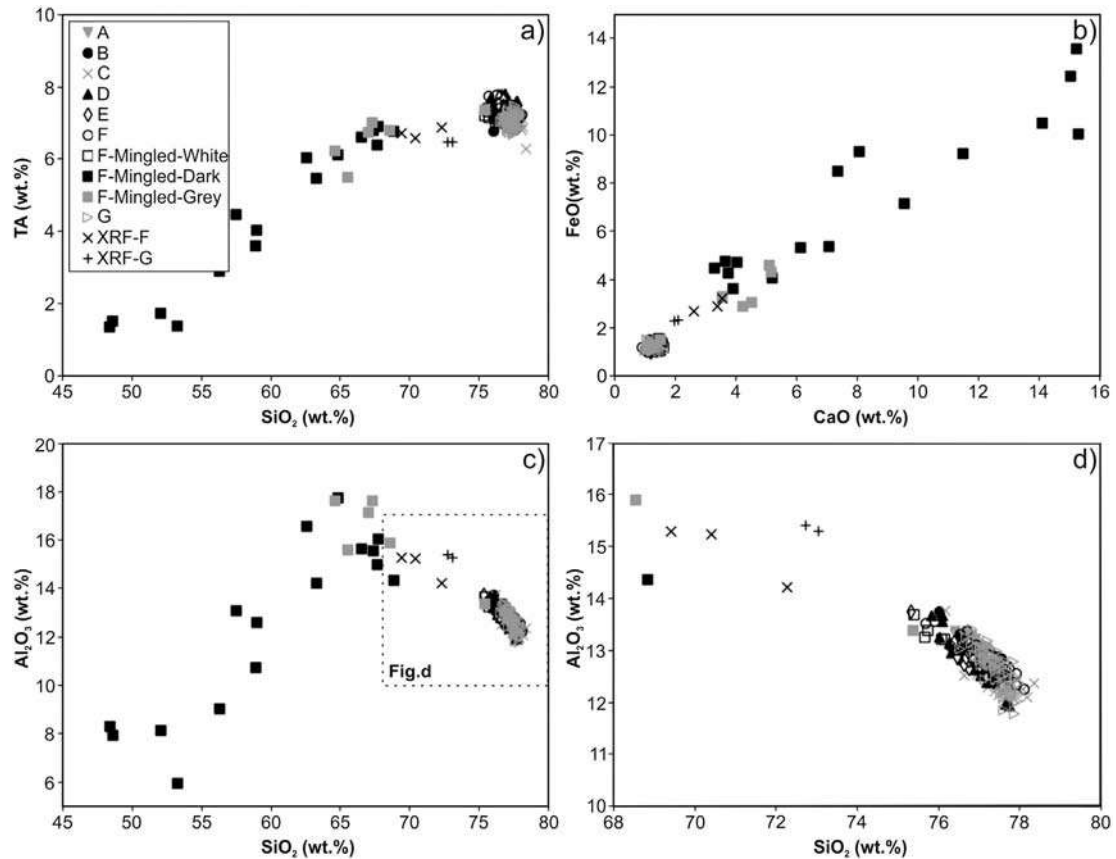 a)
TA (wt.%)
10
8
6
4
2
0
A
B
C
D
E
F
F-Mingled-White
F-Mingled-Dark
F-Mingled-Grey
G
XRF-F
XRF-G
45 50 55 60 65 70 75 80
SiO₂ (wt.%)
b)
FeO(wt.%)
14
12
10
8
6
4
2
0
0 2 4 6 8 10 12 14 16
CaO (wt.%)
c)
Al₂O₃ (wt.%)
20
18
16
14
12
10
8
6
Fig.d
45 50 55 60 65 70 75 80
SiO₂ (wt.%)
d)
Al₂O₃ (wt.%)
17
16
15
14
13
12
11
10
68 70 72 74 76 78 80
SiO₂ (wt.%)